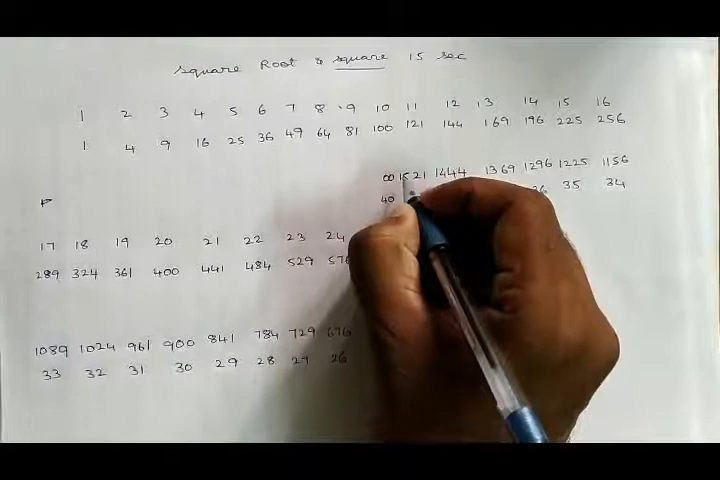 Square Root & Square 15 sec
1 2 3 4 5 6 7 8 9 10 11 12 13 14 15 16
1 4 9 16 25 36 49 64 81 100 121 144 169 196 225 256
00 1521 1444 1369 1296 1225 1156
40 36 35 34
17 18 19 20 21 22 23 24
289 324 361 400 441 484 529 576
1089 1024 961 900 841 784 729 676
33 32 31 30 29 28 27 26